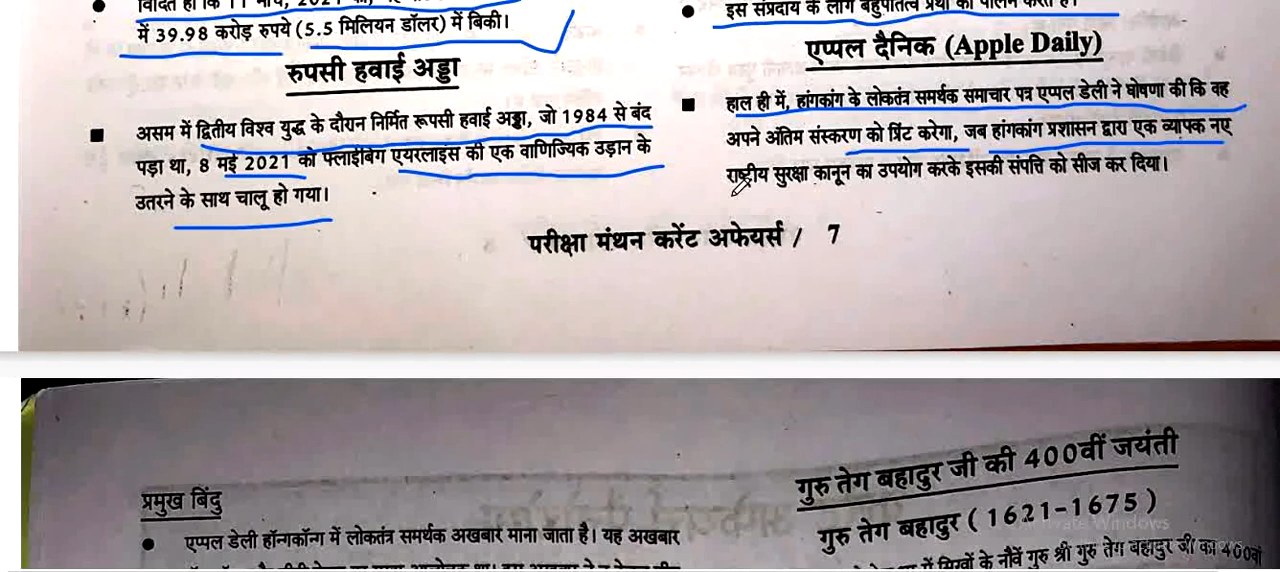 में 39.98 करोड़ रुपये (5.5 मिलियन डॉलर) में बिकी।
रुपसी हवाई अड्डा
असम में द्वितीय विश्व युद्ध के दौरान निर्मित रूपसी हवाई अड्डा, जो 1984 से बंद
पड़ा था, 8 मई 2021 को फ्लाईबिग एयरलाइंस की एक वाणिज्यिक उड़ान के
उतरने के साथ चालू हो गया।
इस संप्रदाय के लोग बहुपतित्व प्रथा का पालन करते हैं।
एप्पल दैनिक (Apple Daily)
हाल ही में, हांगकांग के लोकतंत्र समर्थक समाचार पत्र एप्पल डेली ने घोषणा की कि वह
अपने अंतिम संस्करण को प्रिंट करेगा, जब हांगकांग प्रशासन द्वारा एक व्यापक नए
राष्ट्रीय सुरक्षा कानून का उपयोग करके इसकी संपत्ति को सीज कर दिया।
परीक्षा मंथन करेंट अफेयर्स / 7
प्रमुख बिंदु
एप्पल डेली हॉन्गकॉन्ग में लोकतंत्र समर्थक अखबार माना जाता है। यह अखबार
गुरु तेग बहादुर जी की 400वीं जयंती
गुरु तेग बहादुर ( 1621-1675 )
में सिखों के नौवें गुरु श्री गुरु तेग बहादुर जी का 400वां